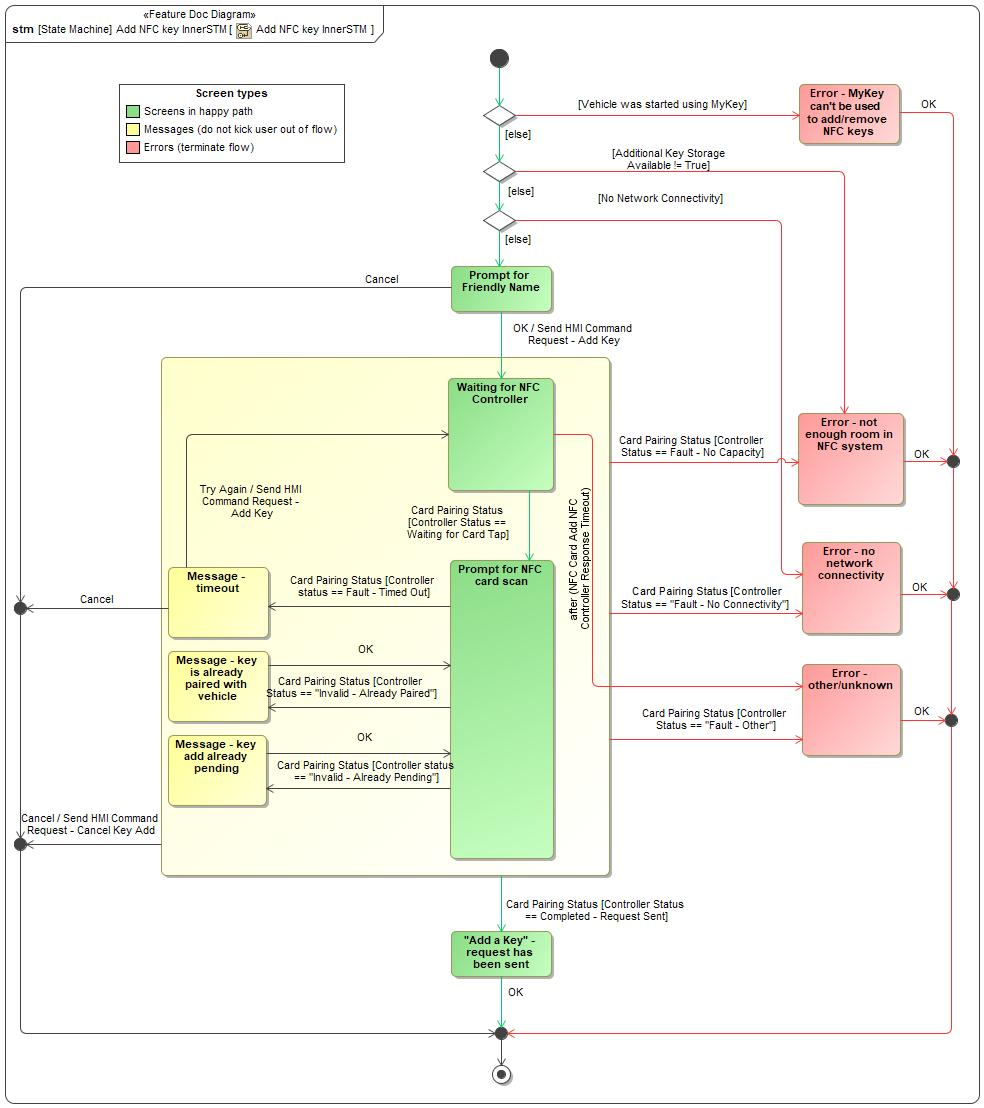 «Feature Doc Diagram»
stm [State Machine] Add NFC key InnerSTM [ Add NFC key InnerSTM ]
Screen types
Screens in happy path
Messages (do not kick user out of flow)
Errors (terminate flow)
[Vehicle was started using MyKey]
Error - MyKey
can't be used
to add/remove
NFC keys
OK
[else]
[Additional Key Storage
Available != True]
[else]
[No Network Connectivity]
[else]
Prompt for
Friendly Name
Cancel
OK / Send HMI Command
Request - Add Key
Waiting for NFC
Controller
Card Pairing Status [Controller
Status == Fault - No Capacity]
Error - not
enough room in
NFC system
OK
Try Again / Send HMI
Command Request -
Add Key
Card Pairing Status
[Controller Status ==
Waiting for Card Tap]
after (NFC Card Add NFC
Controller Response Timeout)
Prompt for NFC
card scan
Message -
timeout
Cancel
Card Pairing Status [Controller
status == Fault - Timed Out]
Card Pairing Status [Controller
Status == "Fault - No Connectivity"]
Error - no
network
connectivity
OK
Message - key
is already
paired with
vehicle
OK
Card Pairing Status [Controller
Status == "Invalid - Already Paired"]
Error -
other/unknown
OK
Card Pairing Status [Controller
Status == "Fault - Other"]
Message - key
add already
pending
OK
Card Pairing Status [Controller status
== "Invalid - Already Pending"]
Cancel / Send HMI Command
Request - Cancel Key Add
Card Pairing Status [Controller Status
== Completed - Request Sent]
"Add a Key" -
request has
been sent
OK